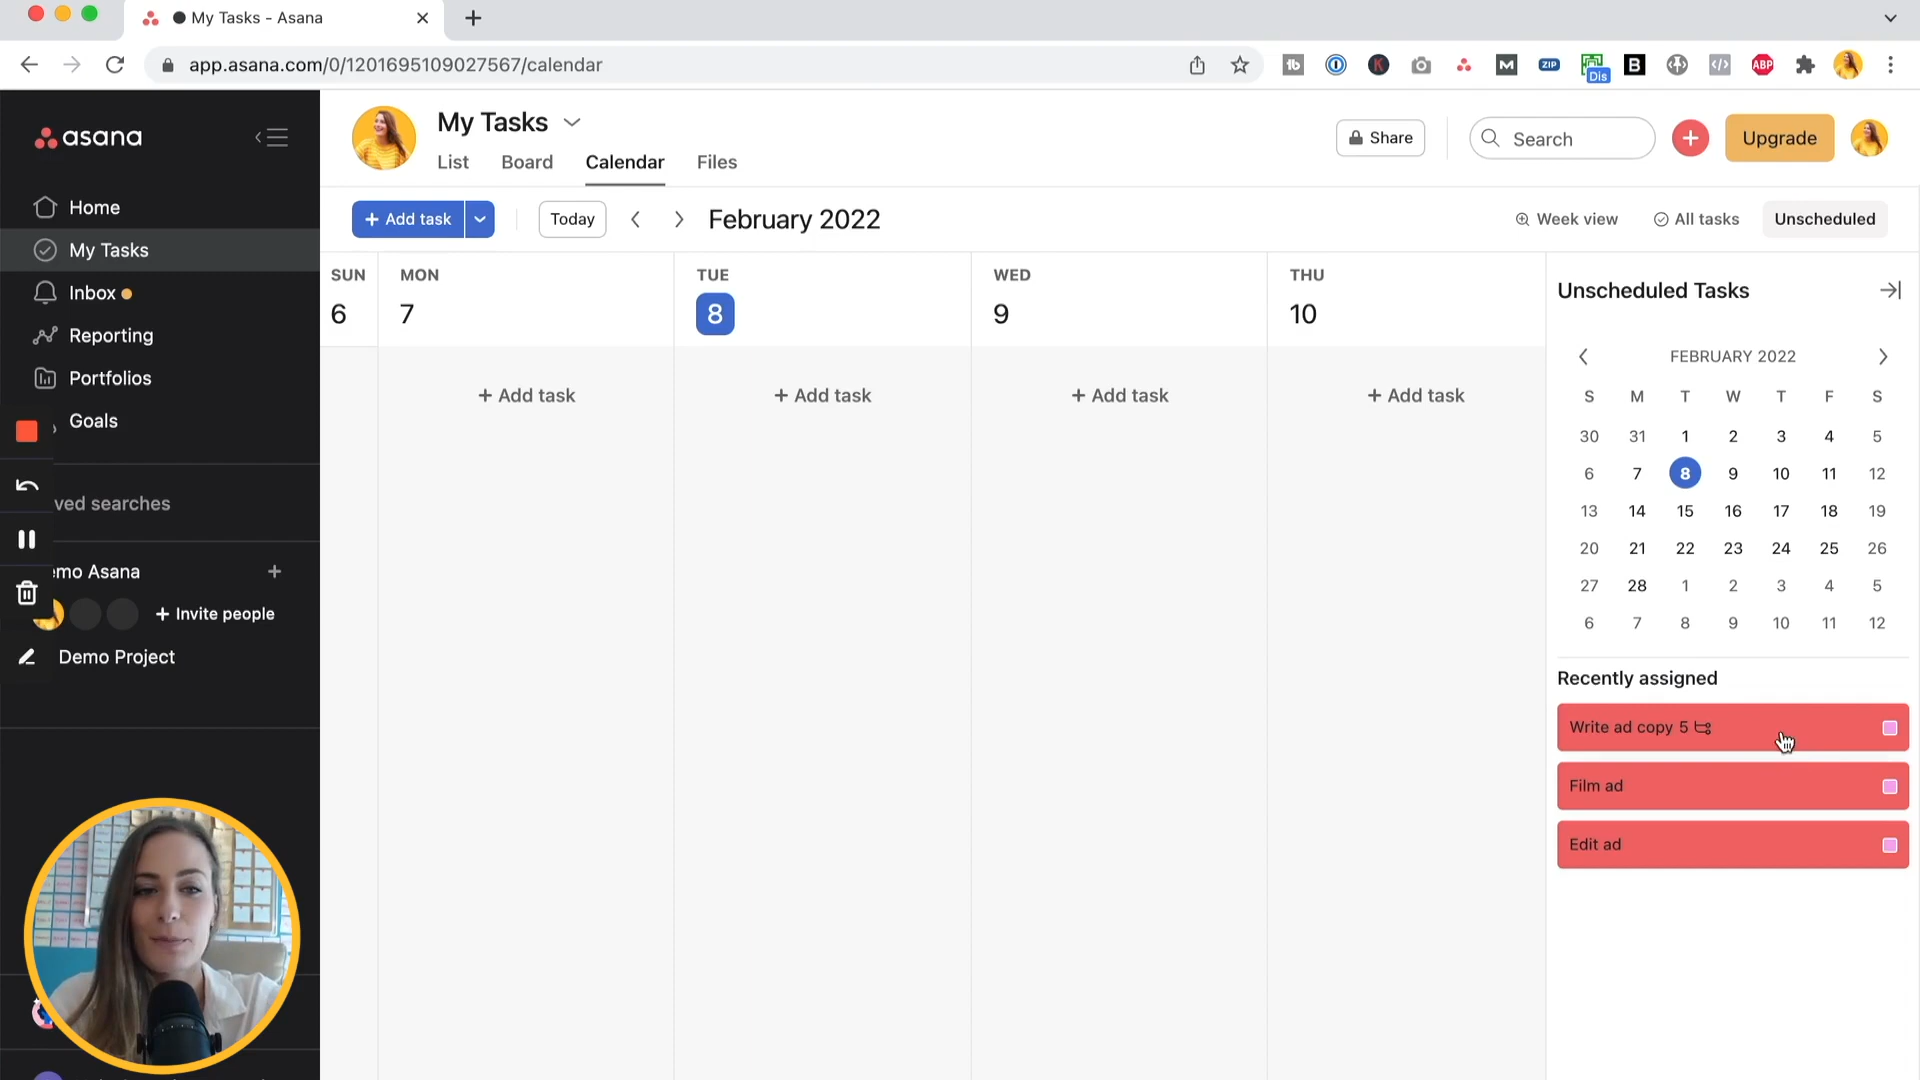 My Tasks - Asana
app.asana.com/0/1201695109027567/calendar
tb
K
M
ZIP
Dis
B
</>
ABP
asana
Home
My Tasks
Inbox
Reporting
Portfolios
Goals
ved searches
emo Asana
+ Invite people
Demo Project
My Tasks
List Board Calendar Files
Share
Search
Upgrade
+ Add task
Today
February 2022
Week view
All tasks
Unscheduled
SUN MON TUE WED THU
6 7 8 9 10
+ Add task + Add task + Add task + Add task
Unscheduled Tasks
FEBRUARY 2022
S M T W T F S
30 31 1 2 3 4 5
6 7 8 9 10 11 12
13 14 15 16 17 18 19
20 21 22 23 24 25 26
27 28 1 2 3 4 5
6 7 8 9 10 11 12
Recently assigned
Write ad copy 5
Film ad
Edit ad